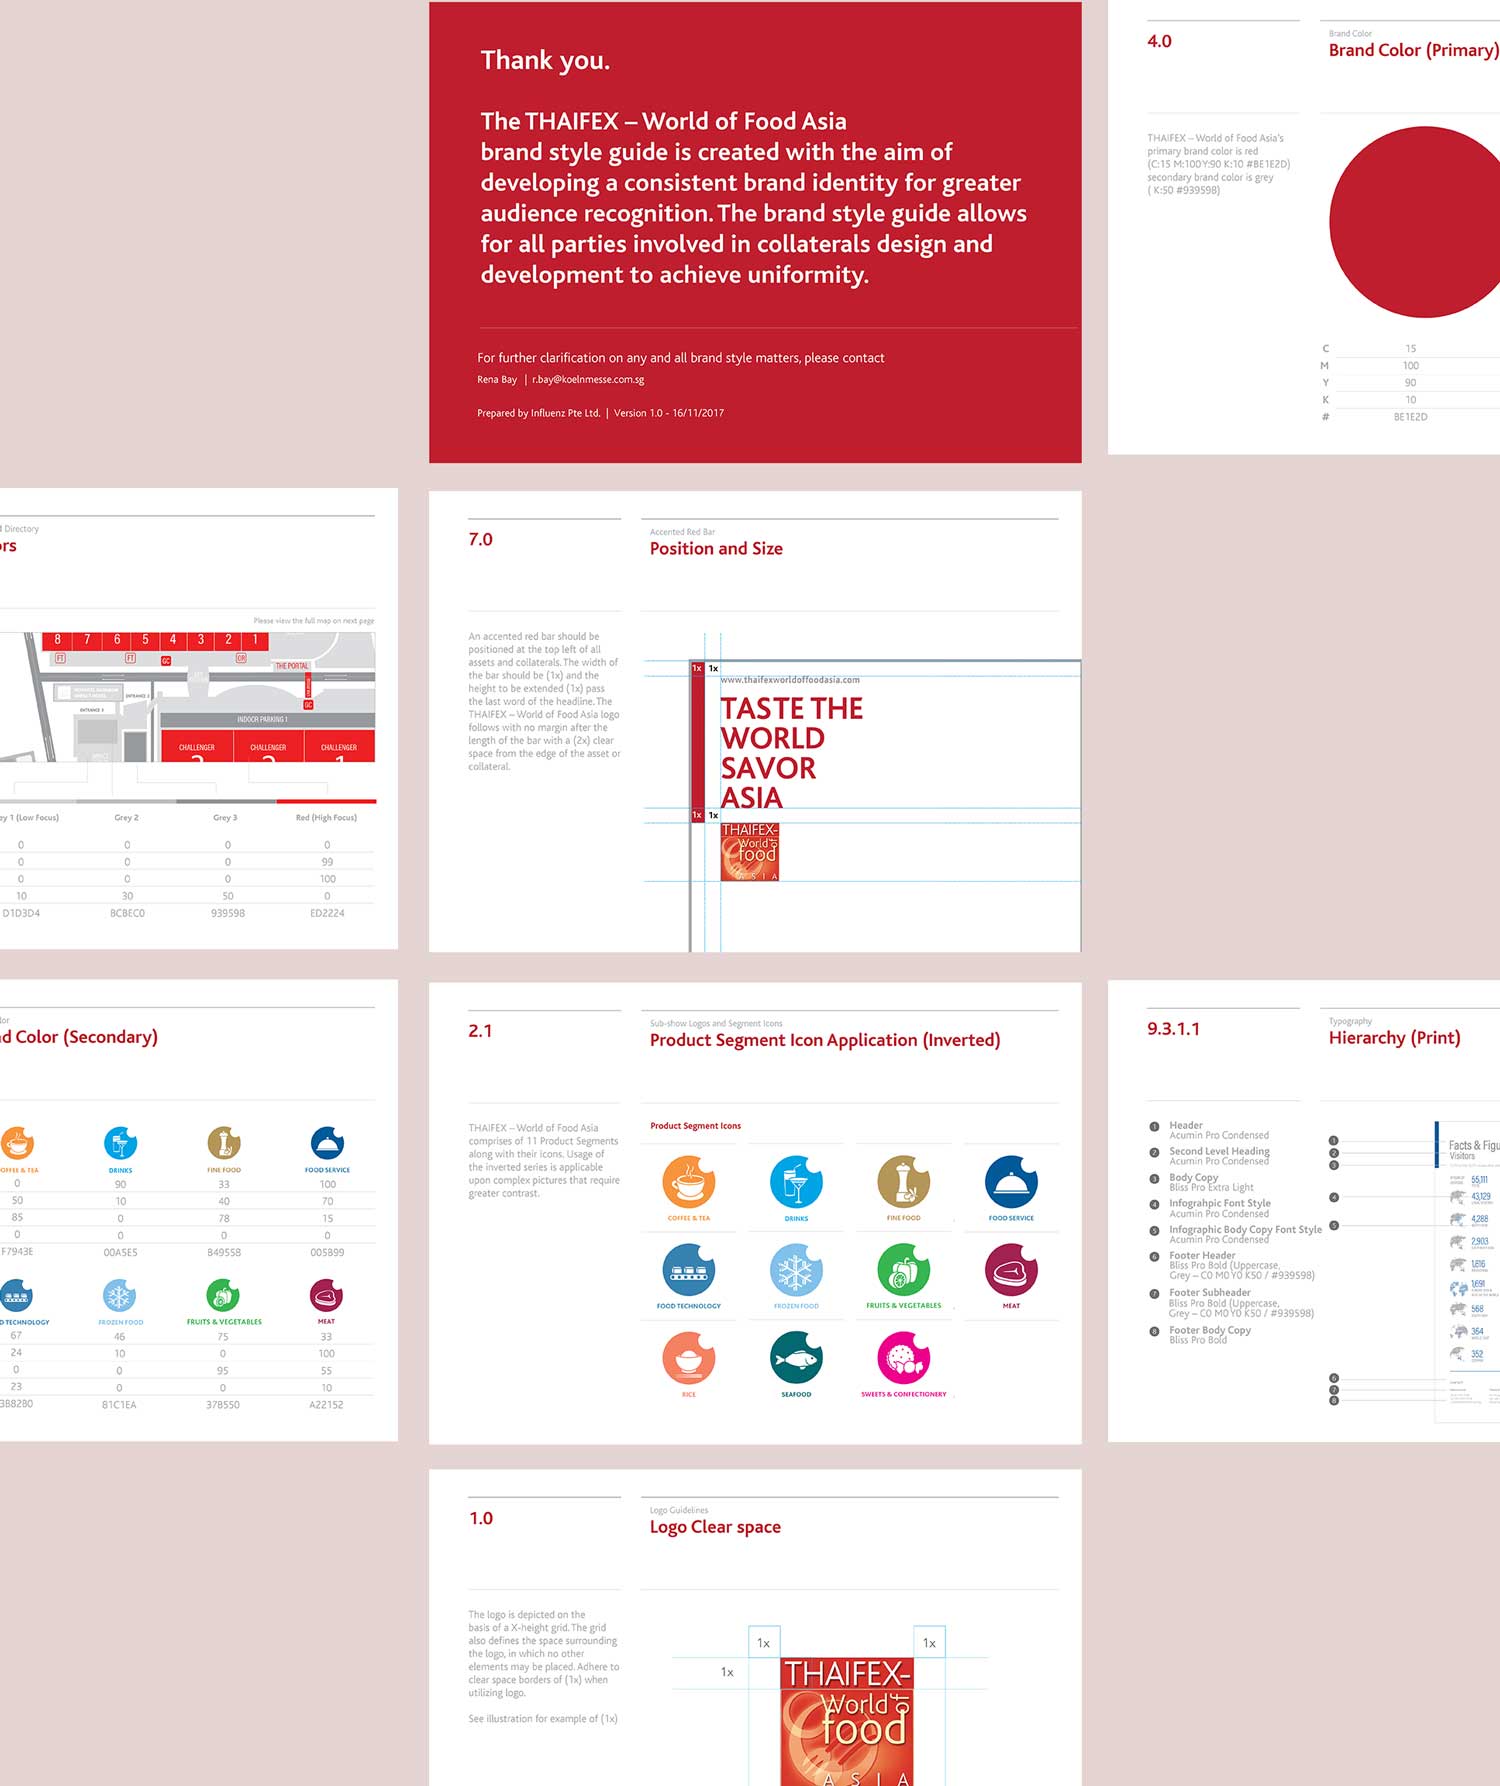 Thank you.
The THAIFEX – World of Food Asia
brand style guide is created with the aim of
developing a consistent brand identity for greater
audience recognition. The brand style guide allows
for all parties involved in collaterals design and
development to achieve uniformity.
For further clarification on any and all brand style matters, please contact
Rena Bay | r.bay@koelnmesse.com.sg
Prepared by Influenz Pte Ltd. | Version 1.0 - 16/11/2017
4.0
Brand Color
Brand Color (Primary)
THAIFEX – World of Food Asia's
primary brand color is red
(C:15 M:100Y:90 K:10 #BE1E2D)
secondary brand color is grey
( K:50 #939598)
C 15
M 100
Y 90
K 10
# BE1E2D
Directory
ors
Please view the full map on next page
8 7 6 5 4 3 2 1
FT FT GC OR
THE PORTAL
GC
ENTRANCE 2
ENTRANCE 3
INDOOR PARKING 1
CHALLENGER CHALLENGER CHALLENGER
3 2 1
ey 1 (Low Focus) Grey 2 Grey 3 Red (High Focus)
0 0 0 0
0 0 0 99
0 0 0 100
10 30 50 0
D1D3D4 BCBEC0 939598 ED2224
7.0
Accented Red Bar
Position and Size
An accented red bar should be
positioned at the top left of all
assets and collaterals. The width of
the bar should be (1x) and the
height to be extended (1x) pass
the last word of the headline. The
THAIFEX – World of Food Asia logo
follows with no margin after the
length of the bar with a (2x) clear
space from the edge of the asset or
collateral.
1x 1x
www.thaifexworldoffoodasia.com
TASTE THE
WORLD
SAVOR
ASIA
1x 1x
THAIFEX-
World of
food
ASIA
lor
d Color (Secondary)
OFFEE & TEA DRINKS FINE FOOD FOOD SERVICE
0 90 33 100
50 10 40 70
85 0 78 15
0 0 0 0
F7943E 00A5E5 B49558 005B99
D TECHNOLOGY FROZEN FOOD FRUITS & VEGETABLES MEAT
67 46 75 33
24 10 0 100
0 0 95 55
23 0 0 10
3B82B0 81C1EA 37B550 A22152
2.1
Sub-show Logos and Segment Icons
Product Segment Icon Application (Inverted)
THAIFEX – World of Food Asia
comprises of 11 Product Segments
along with their icons. Usage of
the inverted series is applicable
upon complex pictures that require
greater contrast.
Product Segment Icons
COFFEE & TEA DRINKS FINE FOOD FOOD SERVICE
FOOD TECHNOLOGY FROZEN FOOD FRUITS & VEGETABLES MEAT
RICE SEAFOOD SWEETS & CONFECTIONERY
9.3.1.1
Typography
Hierarchy (Print)
1 Header
Acumin Pro Condensed
2 Second Level Heading
Acumin Pro Condensed
3 Body Copy
Bliss Pro Extra Light
4 Infograhpic Font Style
Acumin Pro Condensed
5 Infographic Body Copy Font Style
Acumin Pro Condensed
6 Footer Header
Bliss Pro Bold (Uppercase,
Grey – C0 M0 Y0 K50 / #939598)
7 Footer Subheader
Bliss Pro Bold (Uppercase,
Grey – C0 M0 Y0 K50 / #939598)
8 Footer Body Copy
Bliss Pro Bold
1
2
3
4
5
6
7
8
Facts & Figu
Visitors
55,111
43,129
4,288
2,903
1,816
1,691
568
364
352
1.0
Logo Guidelines
Logo Clear space
The logo is depicted on the
basis of a X-height grid. The grid
also defines the space surrounding
the logo, in which no other
elements may be placed. Adhere to
clear space borders of (1x) when
utilizing logo.
See illustration for example of (1x)
1x 1x
1x
THAIFEX-
World of
food
ASIA